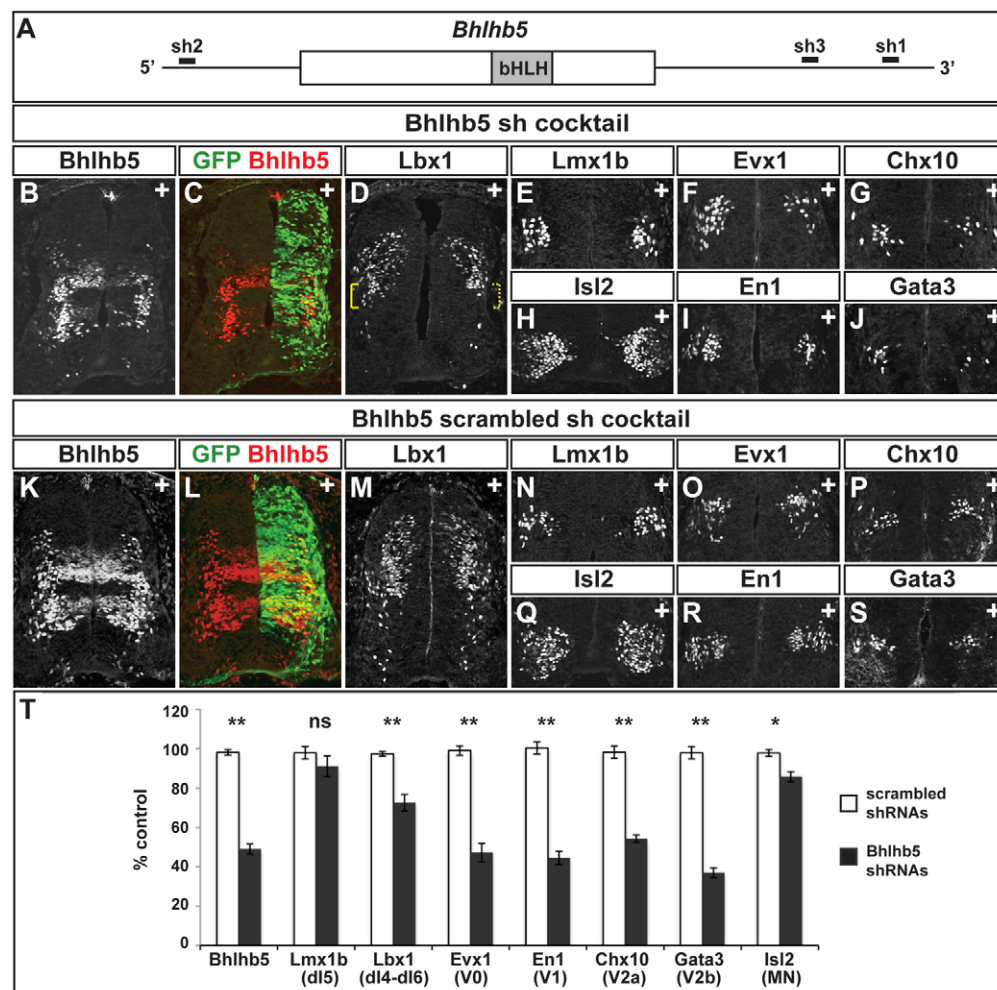 A
Bhlhb5
sh2
sh3
sh1
5'
bHLH
3'
Bhlhb5 sh cocktail
Bhlhb5
GFP Bhlhb5
Lbx1
Lmx1b
Evx1
Chx10
B +
C +
D +
E +
F +
G +
Isl2
En1
Gata3
H +
I +
J +
Bhlhb5 scrambled sh cocktail
Bhlhb5
GFP Bhlhb5
Lbx1
Lmx1b
Evx1
Chx10
K +
L +
M +
N +
O +
P +
Isl2
En1
Gata3
Q +
R +
S +
T
120
100
80
60
40
20
0
% control
** ns ** ** ** ** ** *
scrambled
shRNAs
Bhlhb5
shRNAs
Bhlhb5 Lmx1b Lbx1 Evx1 En1 Chx10 Gata3 Isl2
(dI5) (dI4-dI6) (V0) (V1) (V2a) (V2b) (MN)